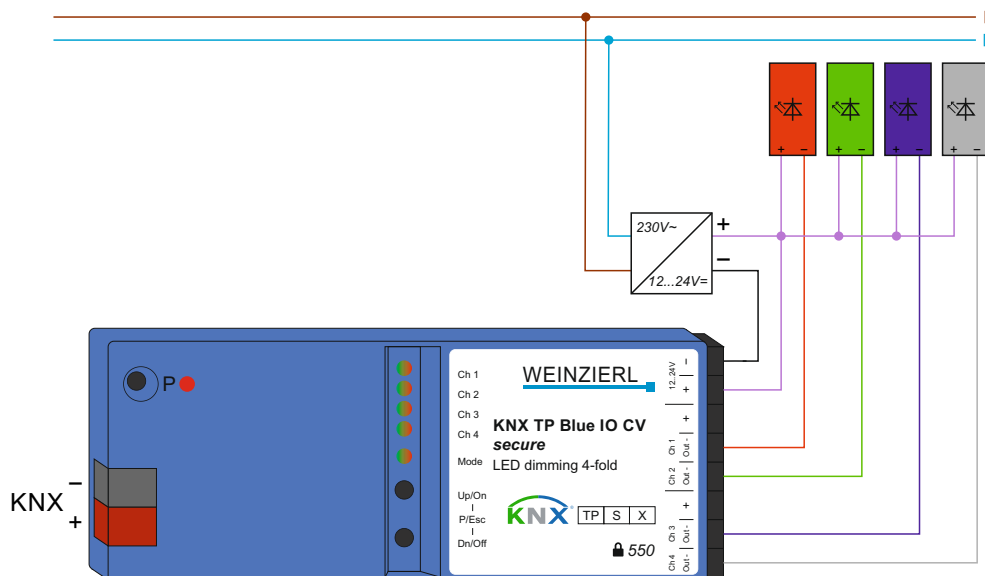 + − + − + − + −
230V~ +
−
12...24V=
P
Ch 1
Ch 2
Ch 3
Ch 4
Mode
Up/On
P/Esc
Dn/Off
WEINZIERL
KNX TP Blue IO CV
secure
LED dimming 4-fold
KNX TP S X
550
12..24V − +
+
Ch 1 Out -
Ch 2 Out -
+
Ch 3 Out -
Ch 4 Out -
KNX −
+